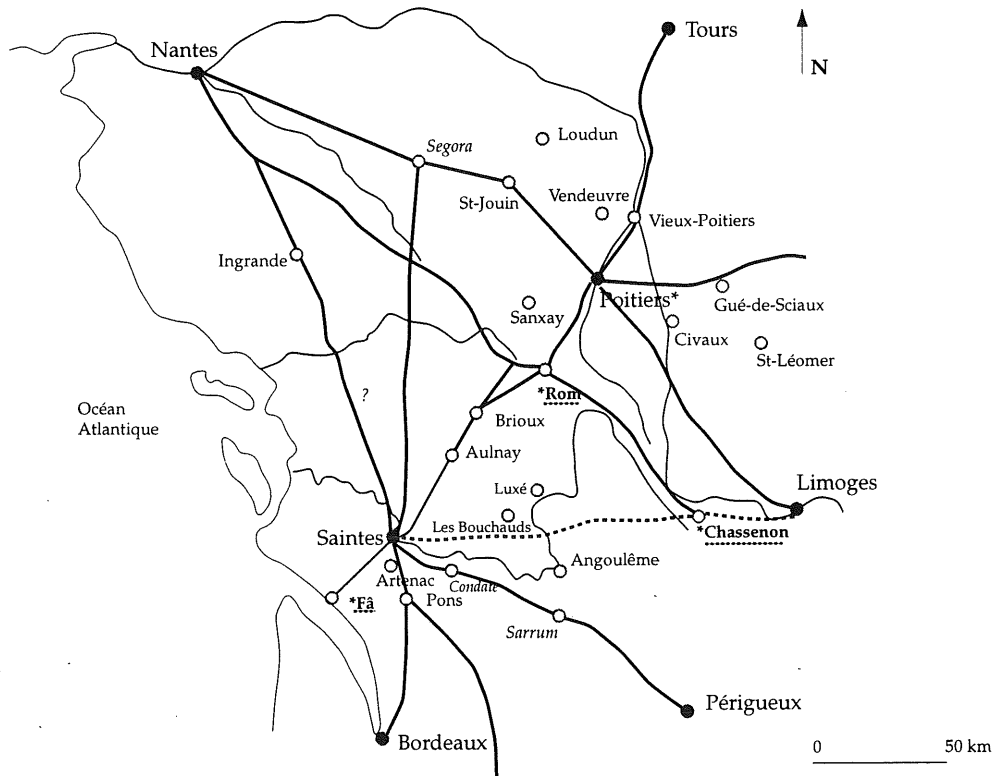 Tours
Nantes
N
Loudun
Segora
St-Jouin
Vendeuvre
Vieux-Poitiers
Ingrande
Poitiers*
Gué-de-Sciaux
Sanxay
Civaux
St-Léomer
?
*Rom
Océan
Atlantique
Brioux
Aulnay
Limoges
Luxé
Les Bouchauds
Saintes
*Chassenon
Angoulême
Artenac
Condate
*Fâ
Pons
Sarrum
Périgueux
Bordeaux
0 50 km